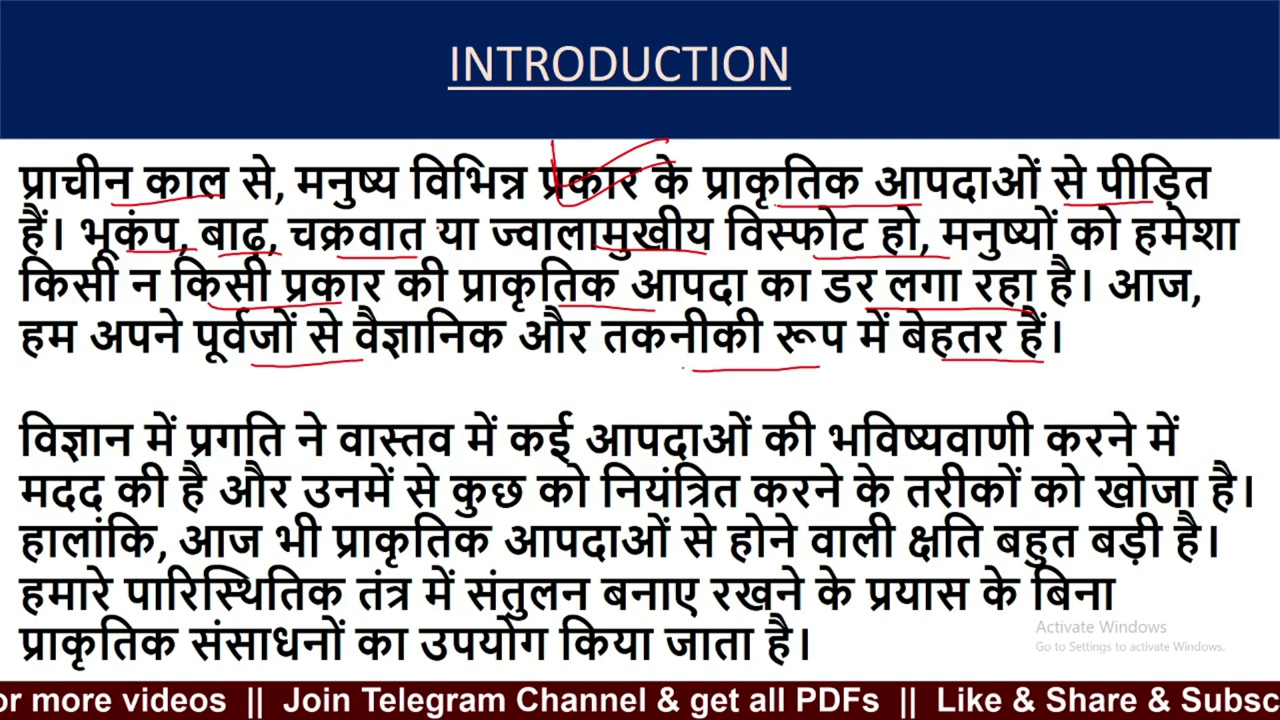 INTRODUCTION
प्राचीन काल से, मनुष्य विभिन्न प्रकार के प्राकृतिक आपदाओं से पीड़ित
हैं। भूकंप, बाढ़, चक्रवात या ज्वालामुखीय विस्फोट हो, मनुष्यों को हमेशा
किसी न किसी प्रकार की प्राकृतिक आपदा का डर लगा रहा है। आज,
हम अपने पूर्वजों से वैज्ञानिक और तकनीकी रूप में बेहतर हैं।
विज्ञान में प्रगति ने वास्तव में कई आपदाओं की भविष्यवाणी करने में
मदद की है और उनमें से कुछ को नियंत्रित करने के तरीकों को खोजा है।
हालांकि, आज भी प्राकृतिक आपदाओं से होने वाली क्षति बहुत बड़ी है।
हमारे पारिस्थितिक तंत्र में संतुलन बनाए रखने के प्रयास के बिना
प्राकृतिक संसाधनों का उपयोग किया जाता है।
Activate Windows
Go to Settings to activate Windows.
or more videos || Join Telegram Channel & get all PDFs || Like & Share & Subsc